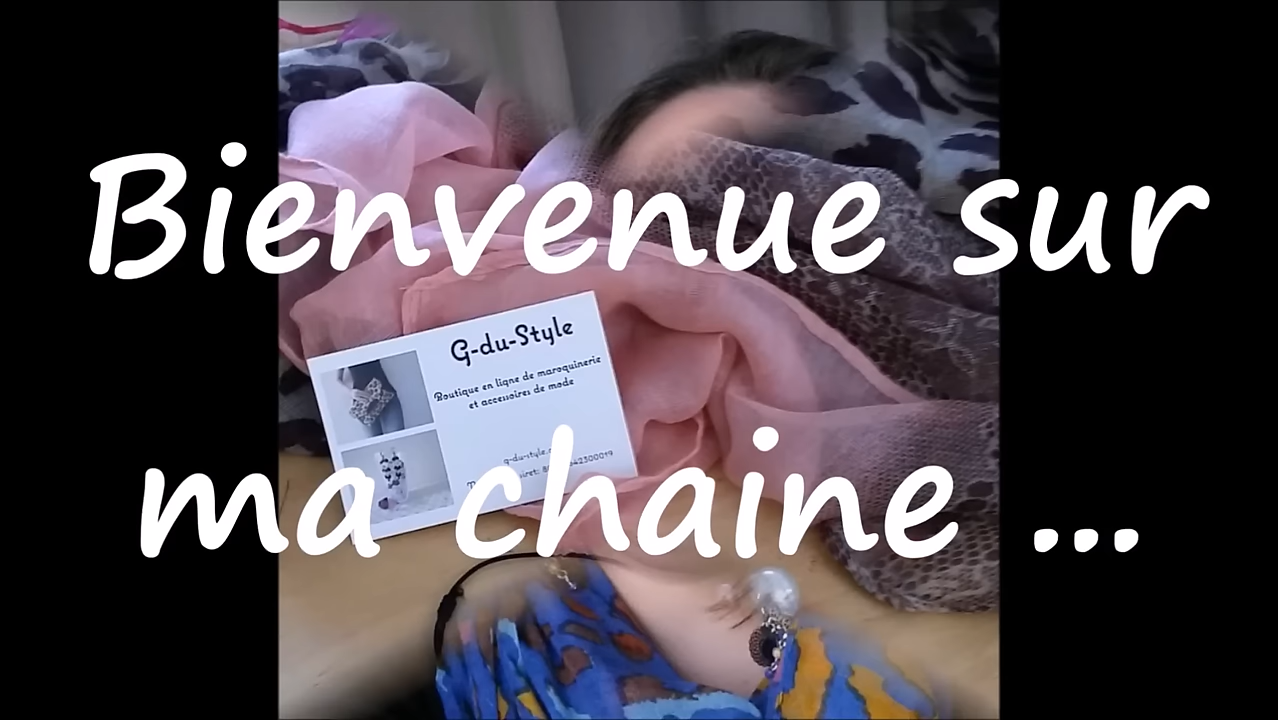 Bienvenue sur
G-du-Style
Boutique en ligne de maroquinerie
et accessoires de mode
ma chaine ...